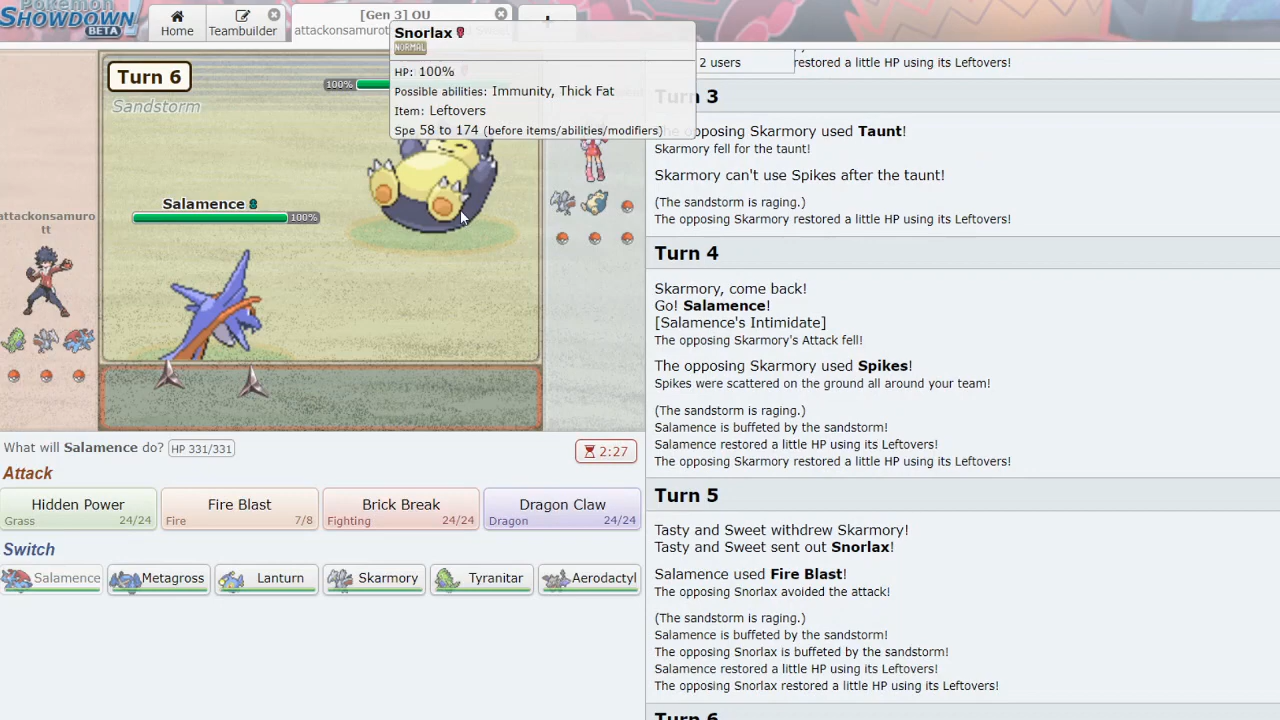 Pokémon
SHOWDOWN
BETA
Home
Teambuilder
[Gen 3] OU
attackonsamurott
+
2 users
Snorlax
NORMAL
HP: 100%
Possible abilities: Immunity, Thick Fat
Item: Leftovers
Spe 58 to 174 (before items/abilities/modifiers)
Turn 6
Sandstorm
100%
Salamence
100%
attackonsamuro
tt
restored a little HP using its Leftovers!
Turn 3
The opposing Skarmory used Taunt!
Skarmory fell for the taunt!
Skarmory can't use Spikes after the taunt!
(The sandstorm is raging.)
The opposing Skarmory restored a little HP using its Leftovers!
Turn 4
Skarmory, come back!
Go! Salamence!
[Salamence's Intimidate]
The opposing Skarmory's Attack fell!
The opposing Skarmory used Spikes!
Spikes were scattered on the ground all around your team!
(The sandstorm is raging.)
Salamence is buffeted by the sandstorm!
Salamence restored a little HP using its Leftovers!
The opposing Skarmory restored a little HP using its Leftovers!
Turn 5
Tasty and Sweet withdrew Skarmory!
Tasty and Sweet sent out Snorlax!
Salamence used Fire Blast!
The opposing Snorlax avoided the attack!
(The sandstorm is raging.)
Salamence is buffeted by the sandstorm!
The opposing Snorlax is buffeted by the sandstorm!
Salamence restored a little HP using its Leftovers!
The opposing Snorlax restored a little HP using its Leftovers!
Turn 6
What will Salamence do? HP 331/331
2:27
Attack
Hidden Power
Grass 24/24
Fire Blast
Fire 7/8
Brick Break
Fighting 24/24
Dragon Claw
Dragon 24/24
Switch
Salamence
Metagross
Lanturn
Skarmory
Tyranitar
Aerodactyl